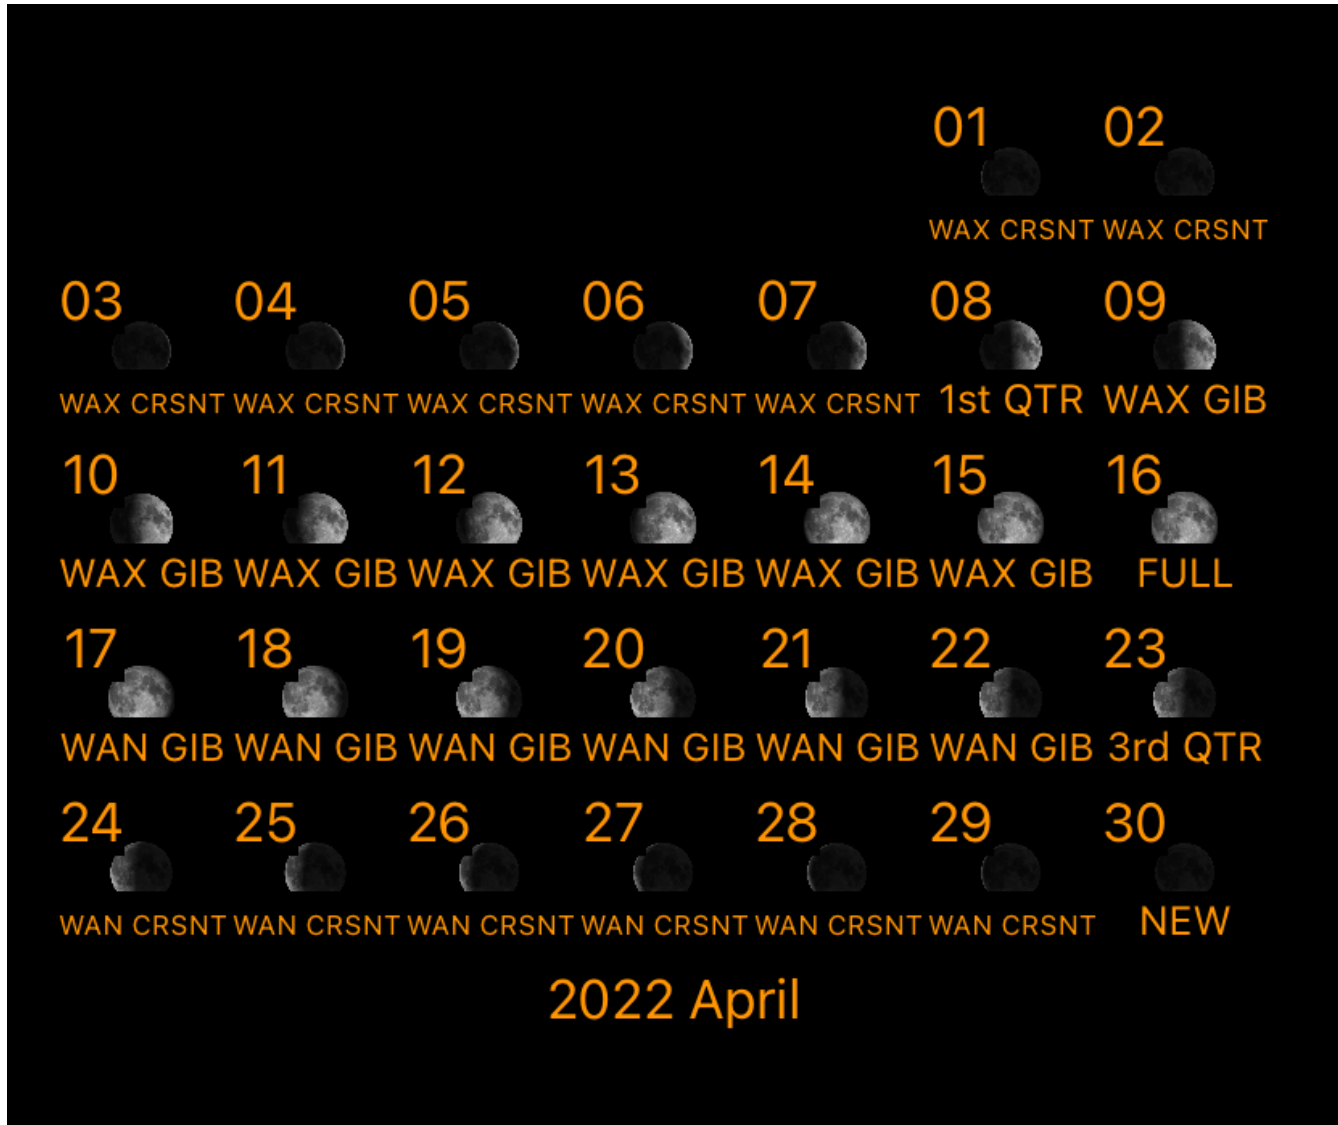 01 02
WAX CRSNT WAX CRSNT
03 04 05 06 07 08 09
WAX CRSNT WAX CRSNT WAX CRSNT WAX CRSNT WAX CRSNT 1st QTR WAX GIB
10 11 12 13 14 15 16
WAX GIB WAX GIB WAX GIB WAX GIB WAX GIB WAX GIB FULL
17 18 19 20 21 22 23
WAN GIB WAN GIB WAN GIB WAN GIB WAN GIB WAN GIB 3rd QTR
24 25 26 27 28 29 30
WAN CRSNT WAN CRSNT WAN CRSNT WAN CRSNT WAN CRSNT WAN CRSNT NEW
2022 April